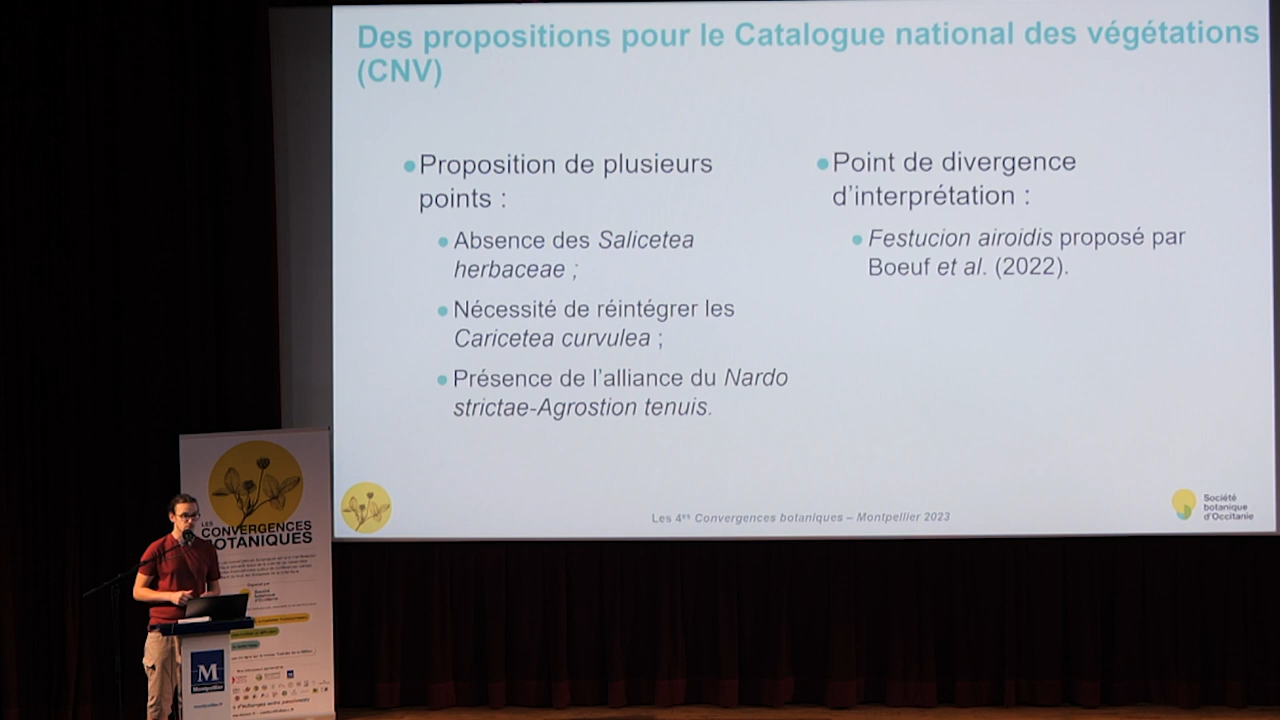 Des propositions pour le Catalogue national des végétations
(CNV)
●Proposition de plusieurs
points :
● Absence des Salicetea
herbaceae ;
● Nécessité de réintégrer les
Caricetea curvulea ;
● Présence de l'alliance du Nardo
strictae-Agrostion tenuis.
●Point de divergence
d'interprétation :
● Festucion airoidis proposé par
Boeuf et al. (2022).
Les 4es Convergences botaniques – Montpellier 2023
Société
botanique
d'Occitanie
LES
CONVERGENCES
BOTANIQUES
M
Montpellier